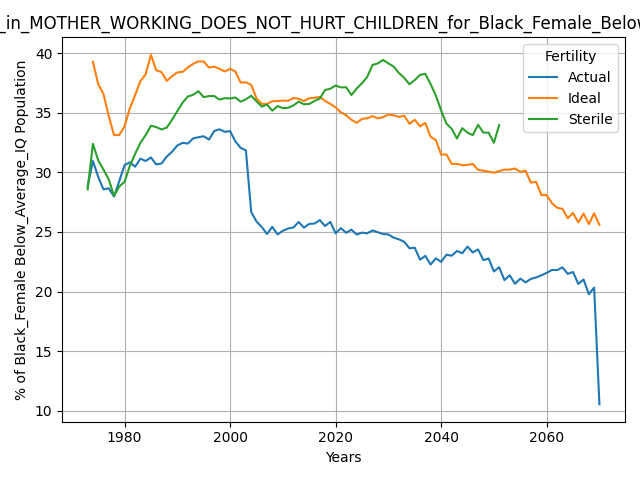 _in_MOTHER_WORKING_DOES_NOT_HURT_CHILDREN_for_Black_Female_Below
% of Black_Female Below_Average_IQ Population
40
35
30
25
20
15
10
1980
2000
2020
2040
2060
Years
Fertility
Actual
Ideal
Sterile